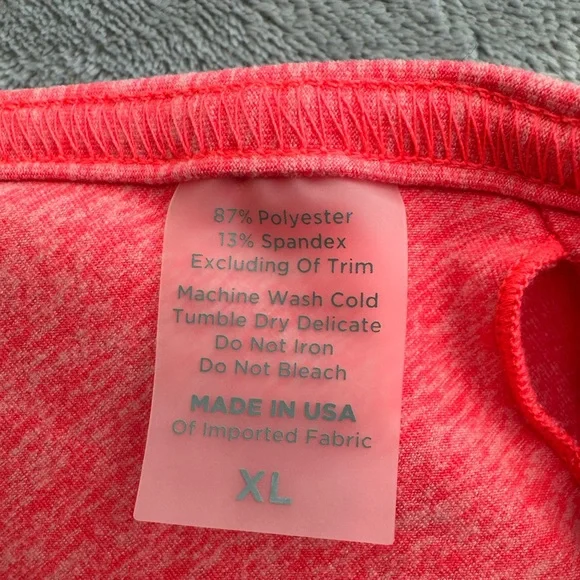 87% Polyester
13% Spandex
Excluding Of Trim
Machine Wash Cold
Tumble Dry Delicate
Do Not Iron
Do Not Bleach
MADE IN USA
Of Imported Fabric
XL